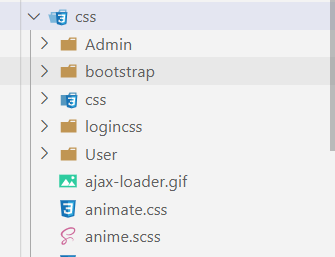 css
Admin
bootstrap
css
logincss
User
ajax-loader.gif
animate.css
anime.scss